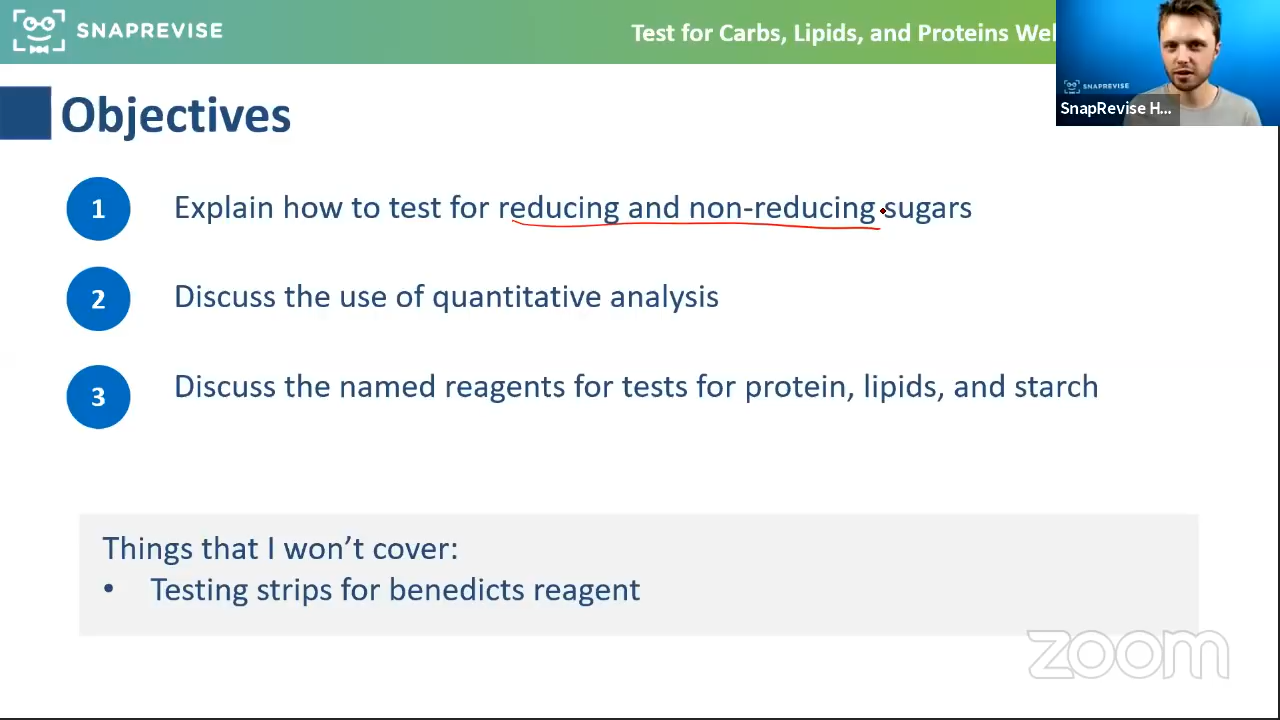 SNAPREVISE
Test for Carbs, Lipids, and Proteins
SNAPREVISE
SnapRevise H...
Objectives
1
Explain how to test for reducing and non-reducing sugars
2
Discuss the use of quantitative analysis
3
Discuss the named reagents for tests for protein, lipids, and starch
Things that I won’t cover:
• Testing strips for benedicts reagent
zoom